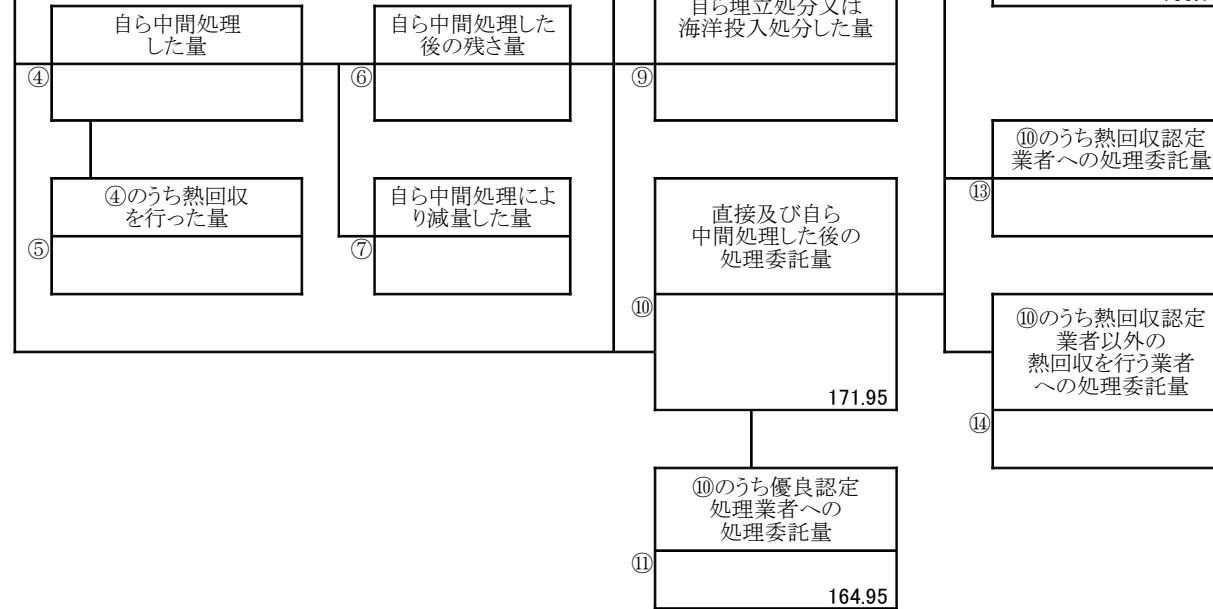 自ら中間処理
した量
④
自ら中間処理した
後の残さ量
⑥
自ら埋立処分又は
海洋投入処分した量
⑨
④のうち熱回収
を行った量
⑤
自ら中間処理によ
り減量した量
⑦
直接及び自ら
中間処理した後の
処理委託量
⑩
171.95
⑩のうち優良認定
処理業者への
処理委託量
⑪
164.95
⑩のうち熱回収認定
業者への処理委託量
⑬
⑩のうち熱回収認定
業者以外の
熱回収を行う業者
への処理委託量
⑭